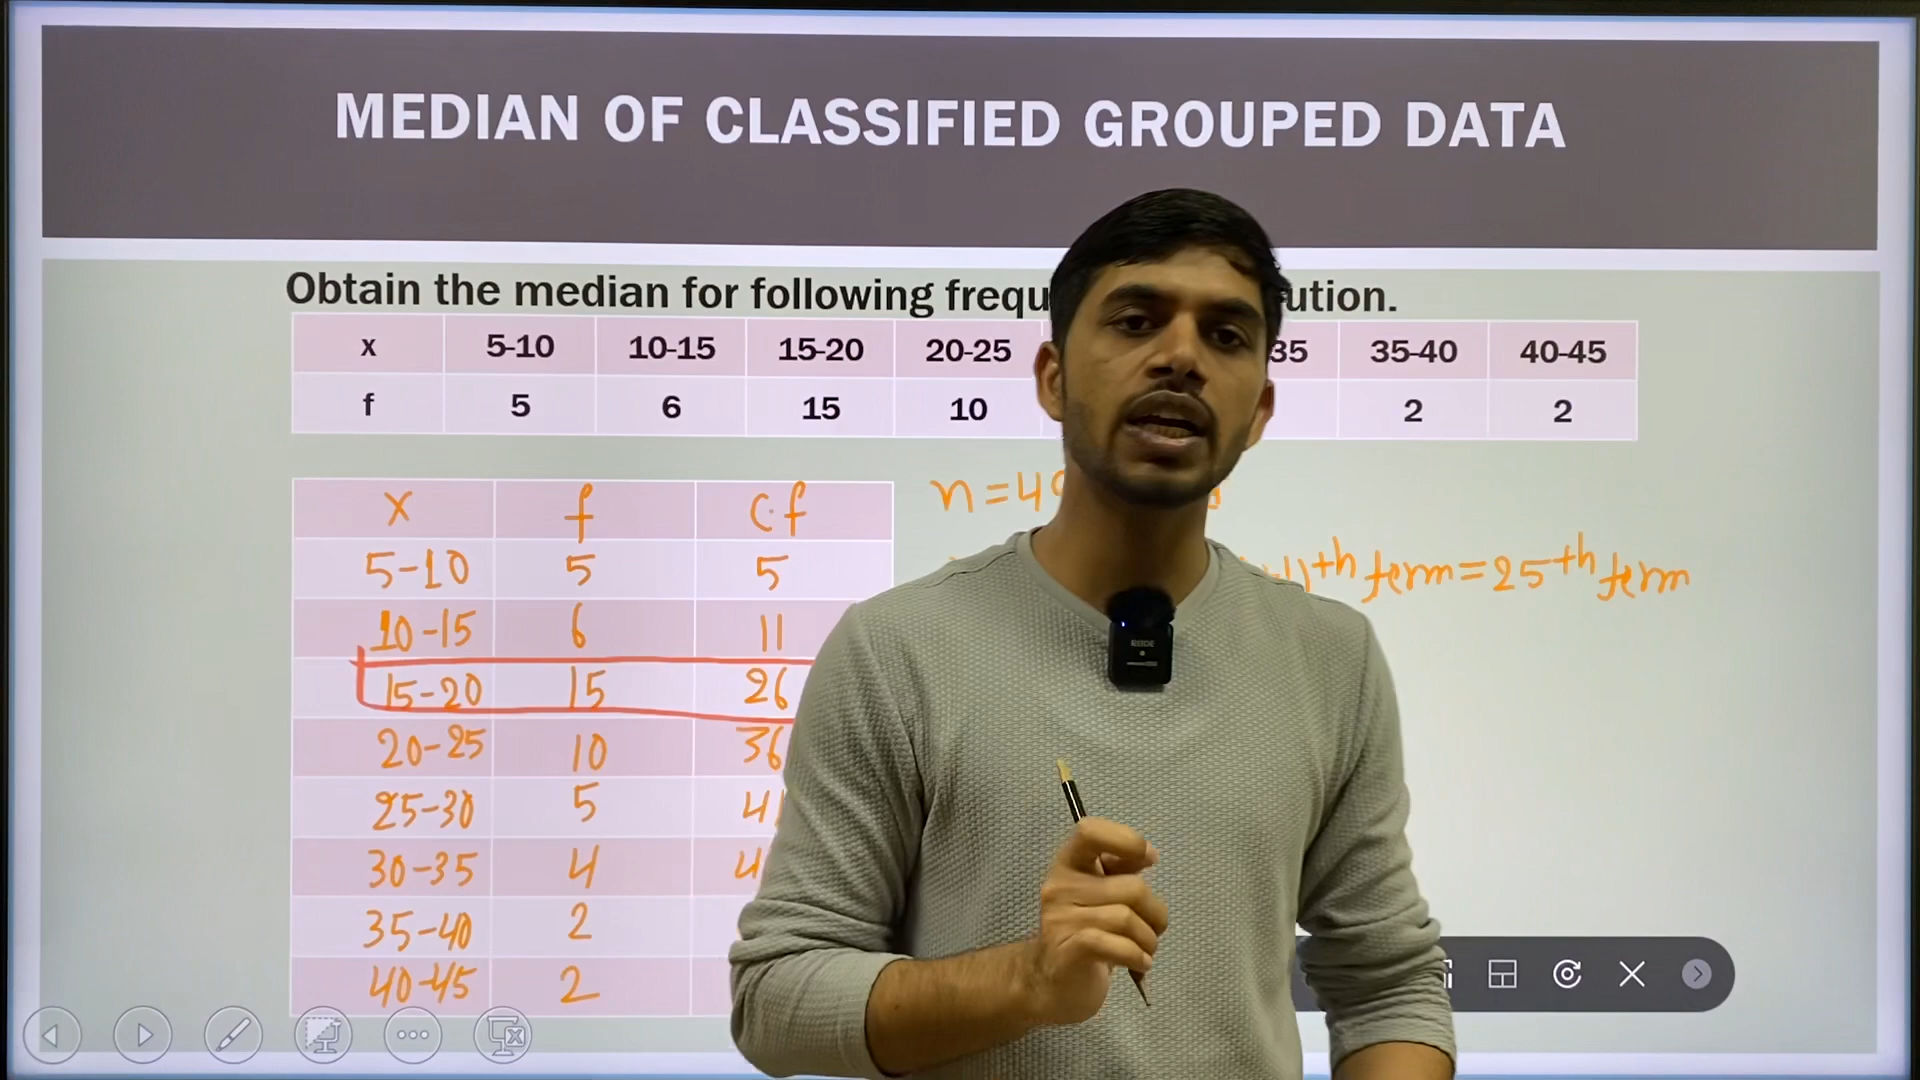 MEDIAN OF CLASSIFIED GROUPED DATA
Obtain the median for following
x 5-10 10-15 15-20 20-25 35-40 40-45
f 5 6 15 10 2 2
x f c.f
5-10 5 5
10-15 6 11
15-20 15 26
20-25 10 36
25-30 5
30-35 4
35-40 2
40-45 2
n=49
th term=25th term
RØDE